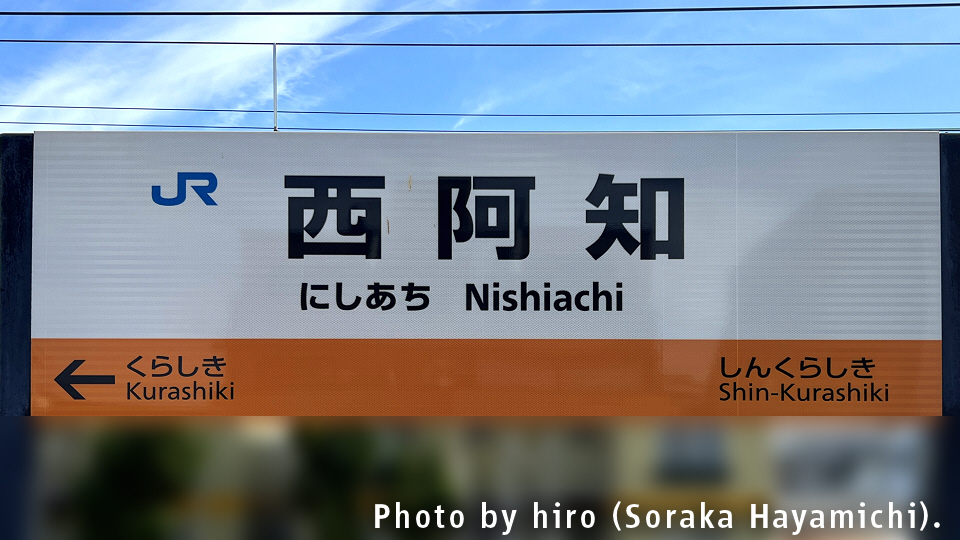 JR
西阿知
にしあち Nishiachi
← くらしき
Kurashiki
しんくらしき
Shin-Kurashiki
Photo by hiro (Soraka Hayamichi).